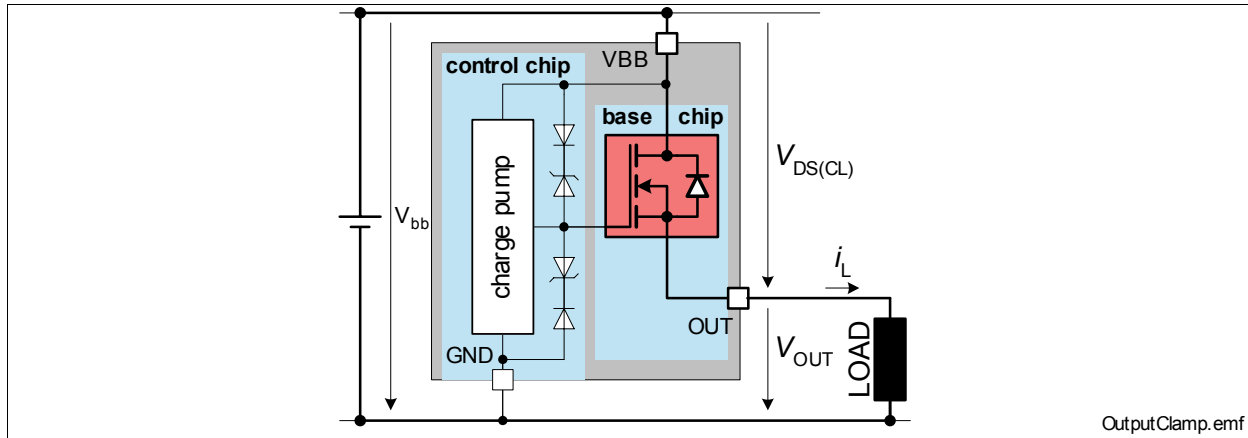 VBB
control chip
base chip
charge pump
V_DS(CL)
V_bb
i_L
OUT
GND
V_OUT
LOAD
OutputClamp.emf